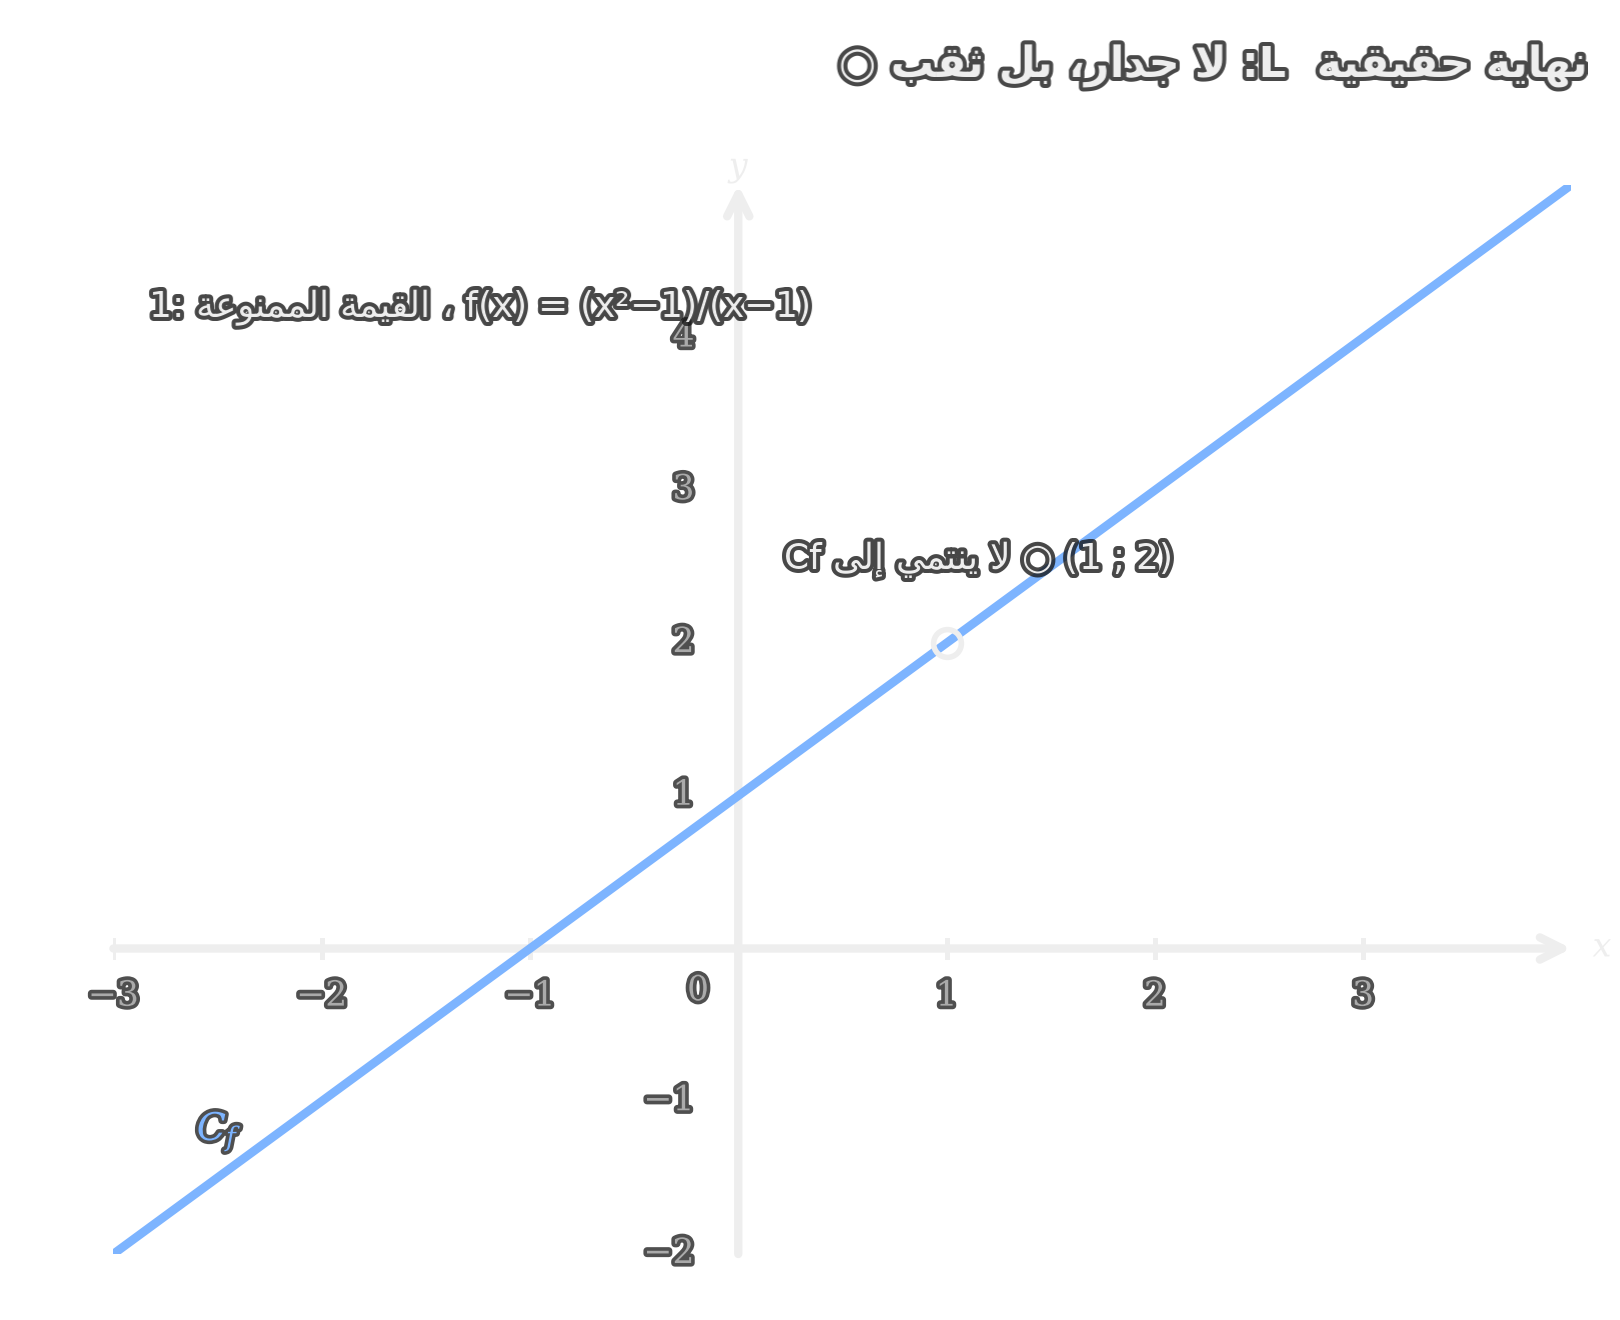 نهاية حقيقية L: لا جدار، بل ثقب ○
y
f(x) = (x²−1)/(x−1) ، القيمة الممنوعة :1
4
3
(1 ; 2) ○ لا ينتمي إلى Cf
2
1
x
−3 −2 −1 0 1 2 3
−1
Cf
−2